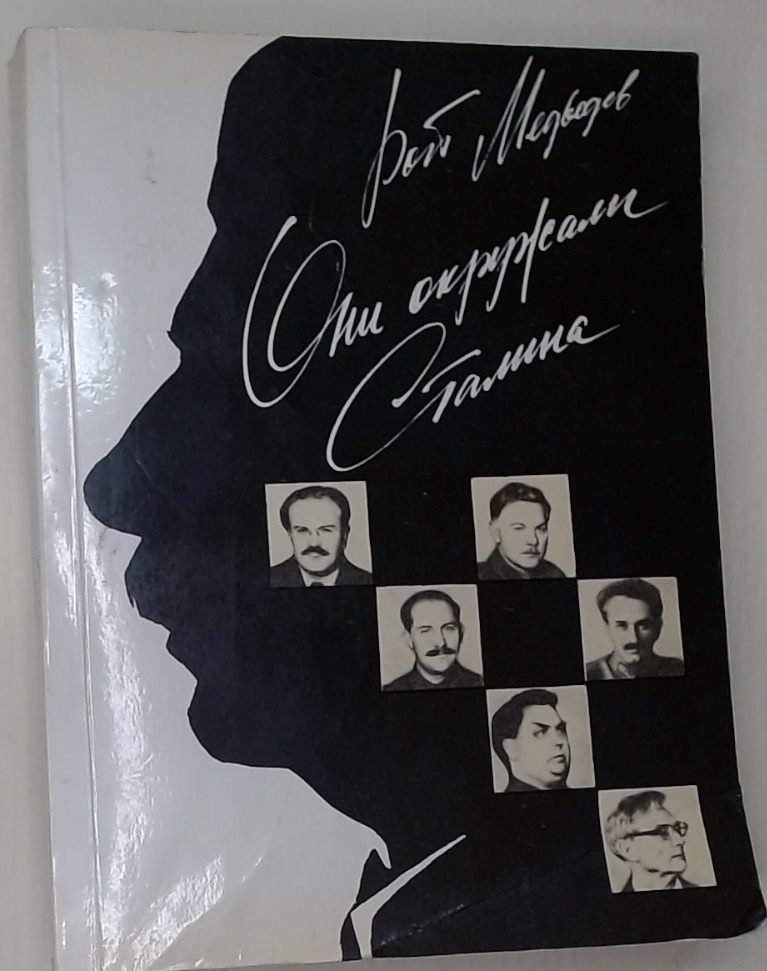 Рой Медведев
Они окружали
Сталина